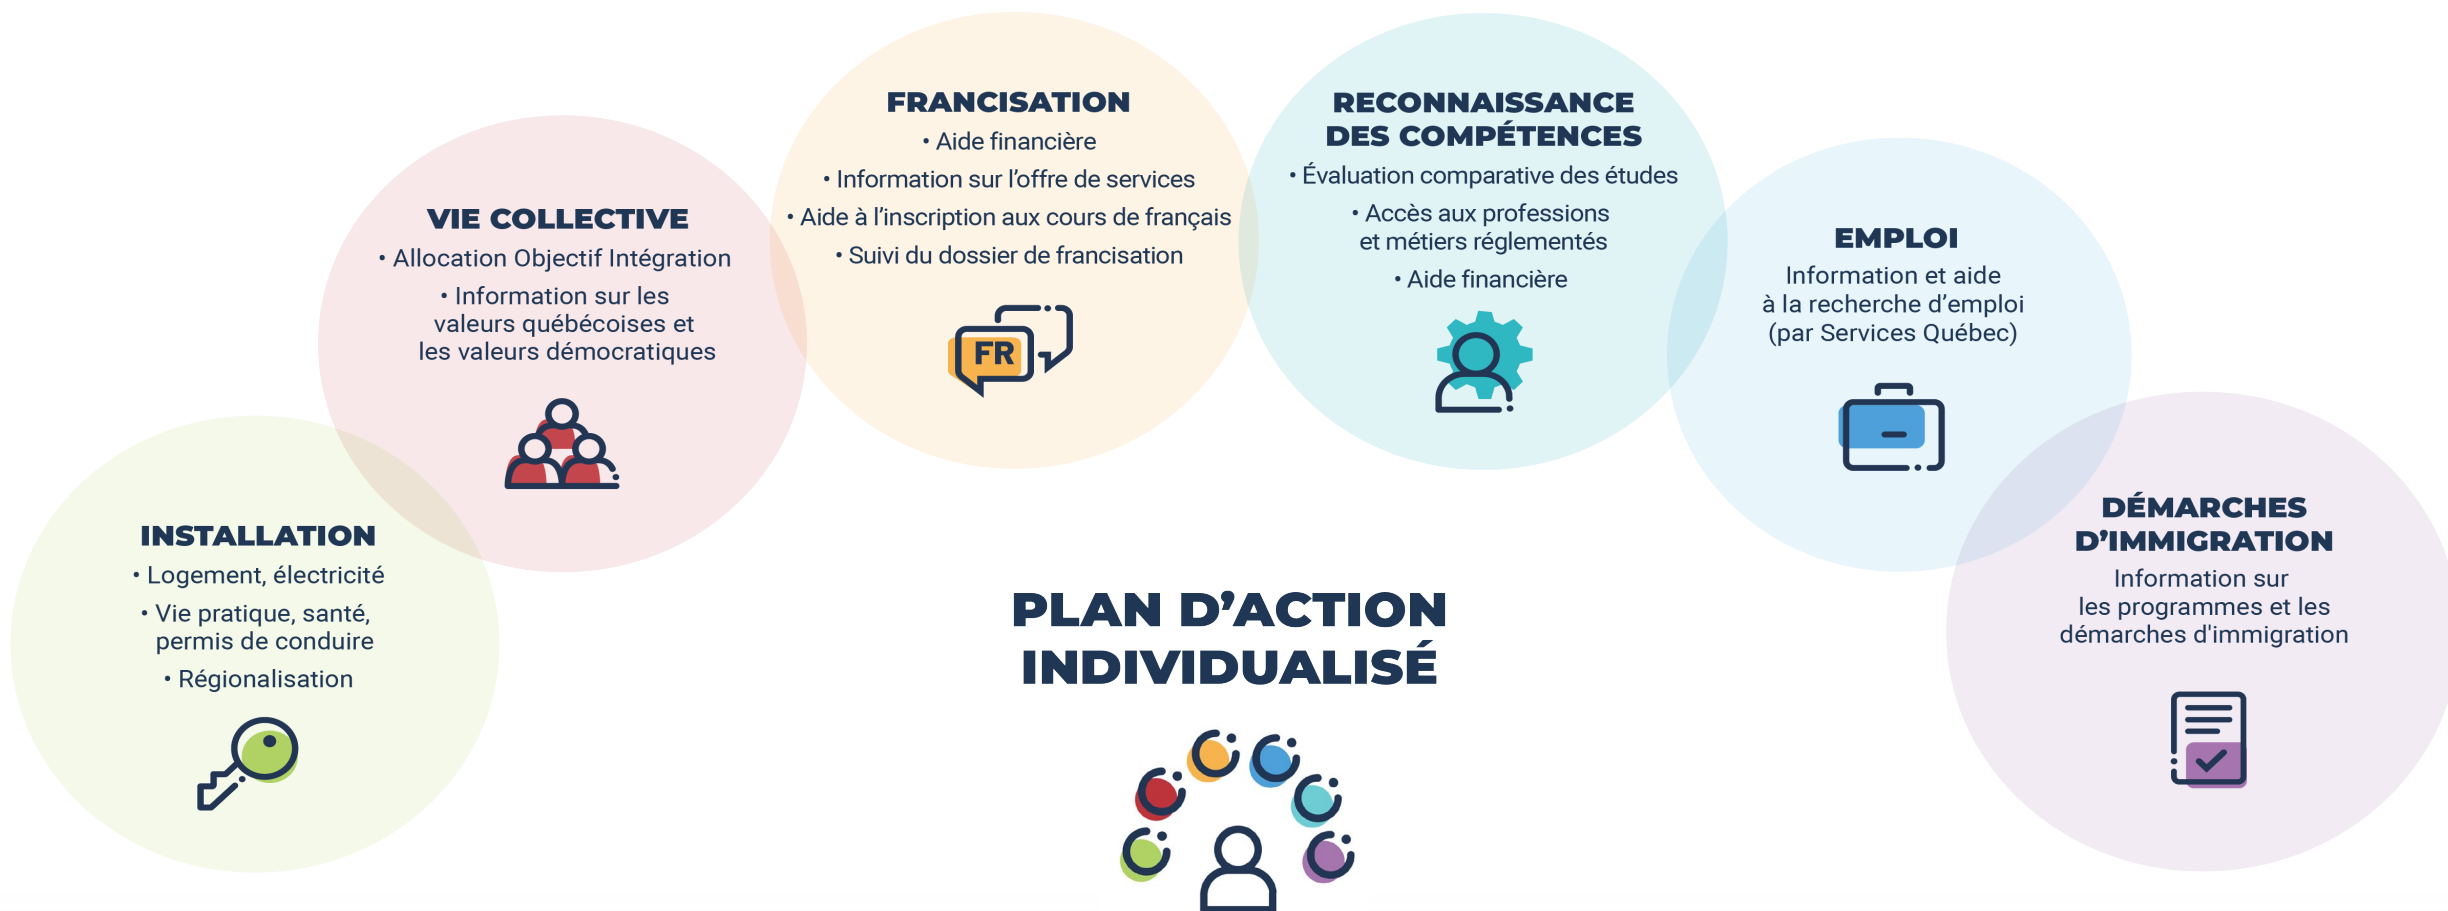 INSTALLATION
• Logement, électricité
• Vie pratique, santé,
permis de conduire
• Régionalisation
VIE COLLECTIVE
• Allocation Objectif Intégration
• Information sur les
valeurs québécoises et
les valeurs démocratiques
FRANCISATION
• Aide financière
• Information sur l’offre de services
• Aide à l’inscription aux cours de français
• Suivi du dossier de francisation
FR
RECONNAISSANCE
DES COMPÉTENCES
• Évaluation comparative des études
• Accès aux professions
et métiers réglementés
• Aide financière
EMPLOI
Information et aide
à la recherche d’emploi
(par Services Québec)
DÉMARCHES
D’IMMIGRATION
Information sur
les programmes et les
démarches d'immigration
PLAN D’ACTION
INDIVIDUALISÉ